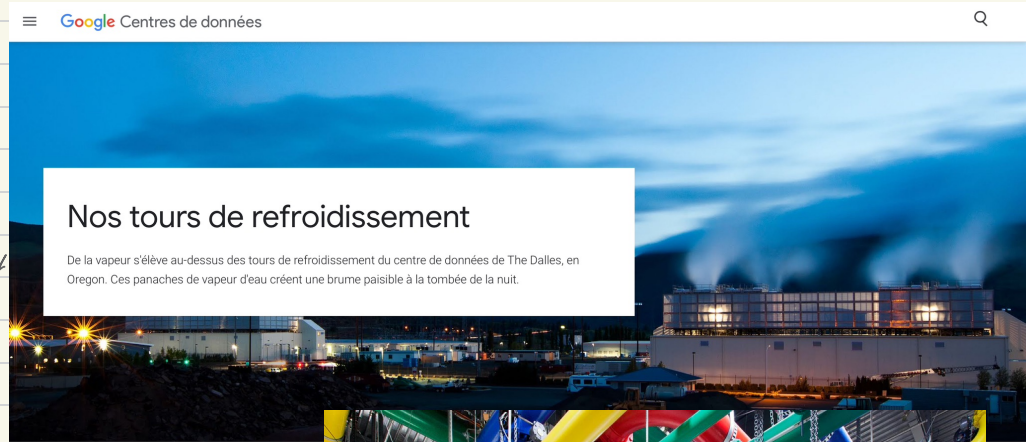 Google Centres de données
Nos tours de refroidissement
De la vapeur s'élève au-dessus des tours de refroidissement du centre de données de The Dalles, en
Oregon. Ces panaches de vapeur d'eau créent une brume paisible à la tombée de la nuit.